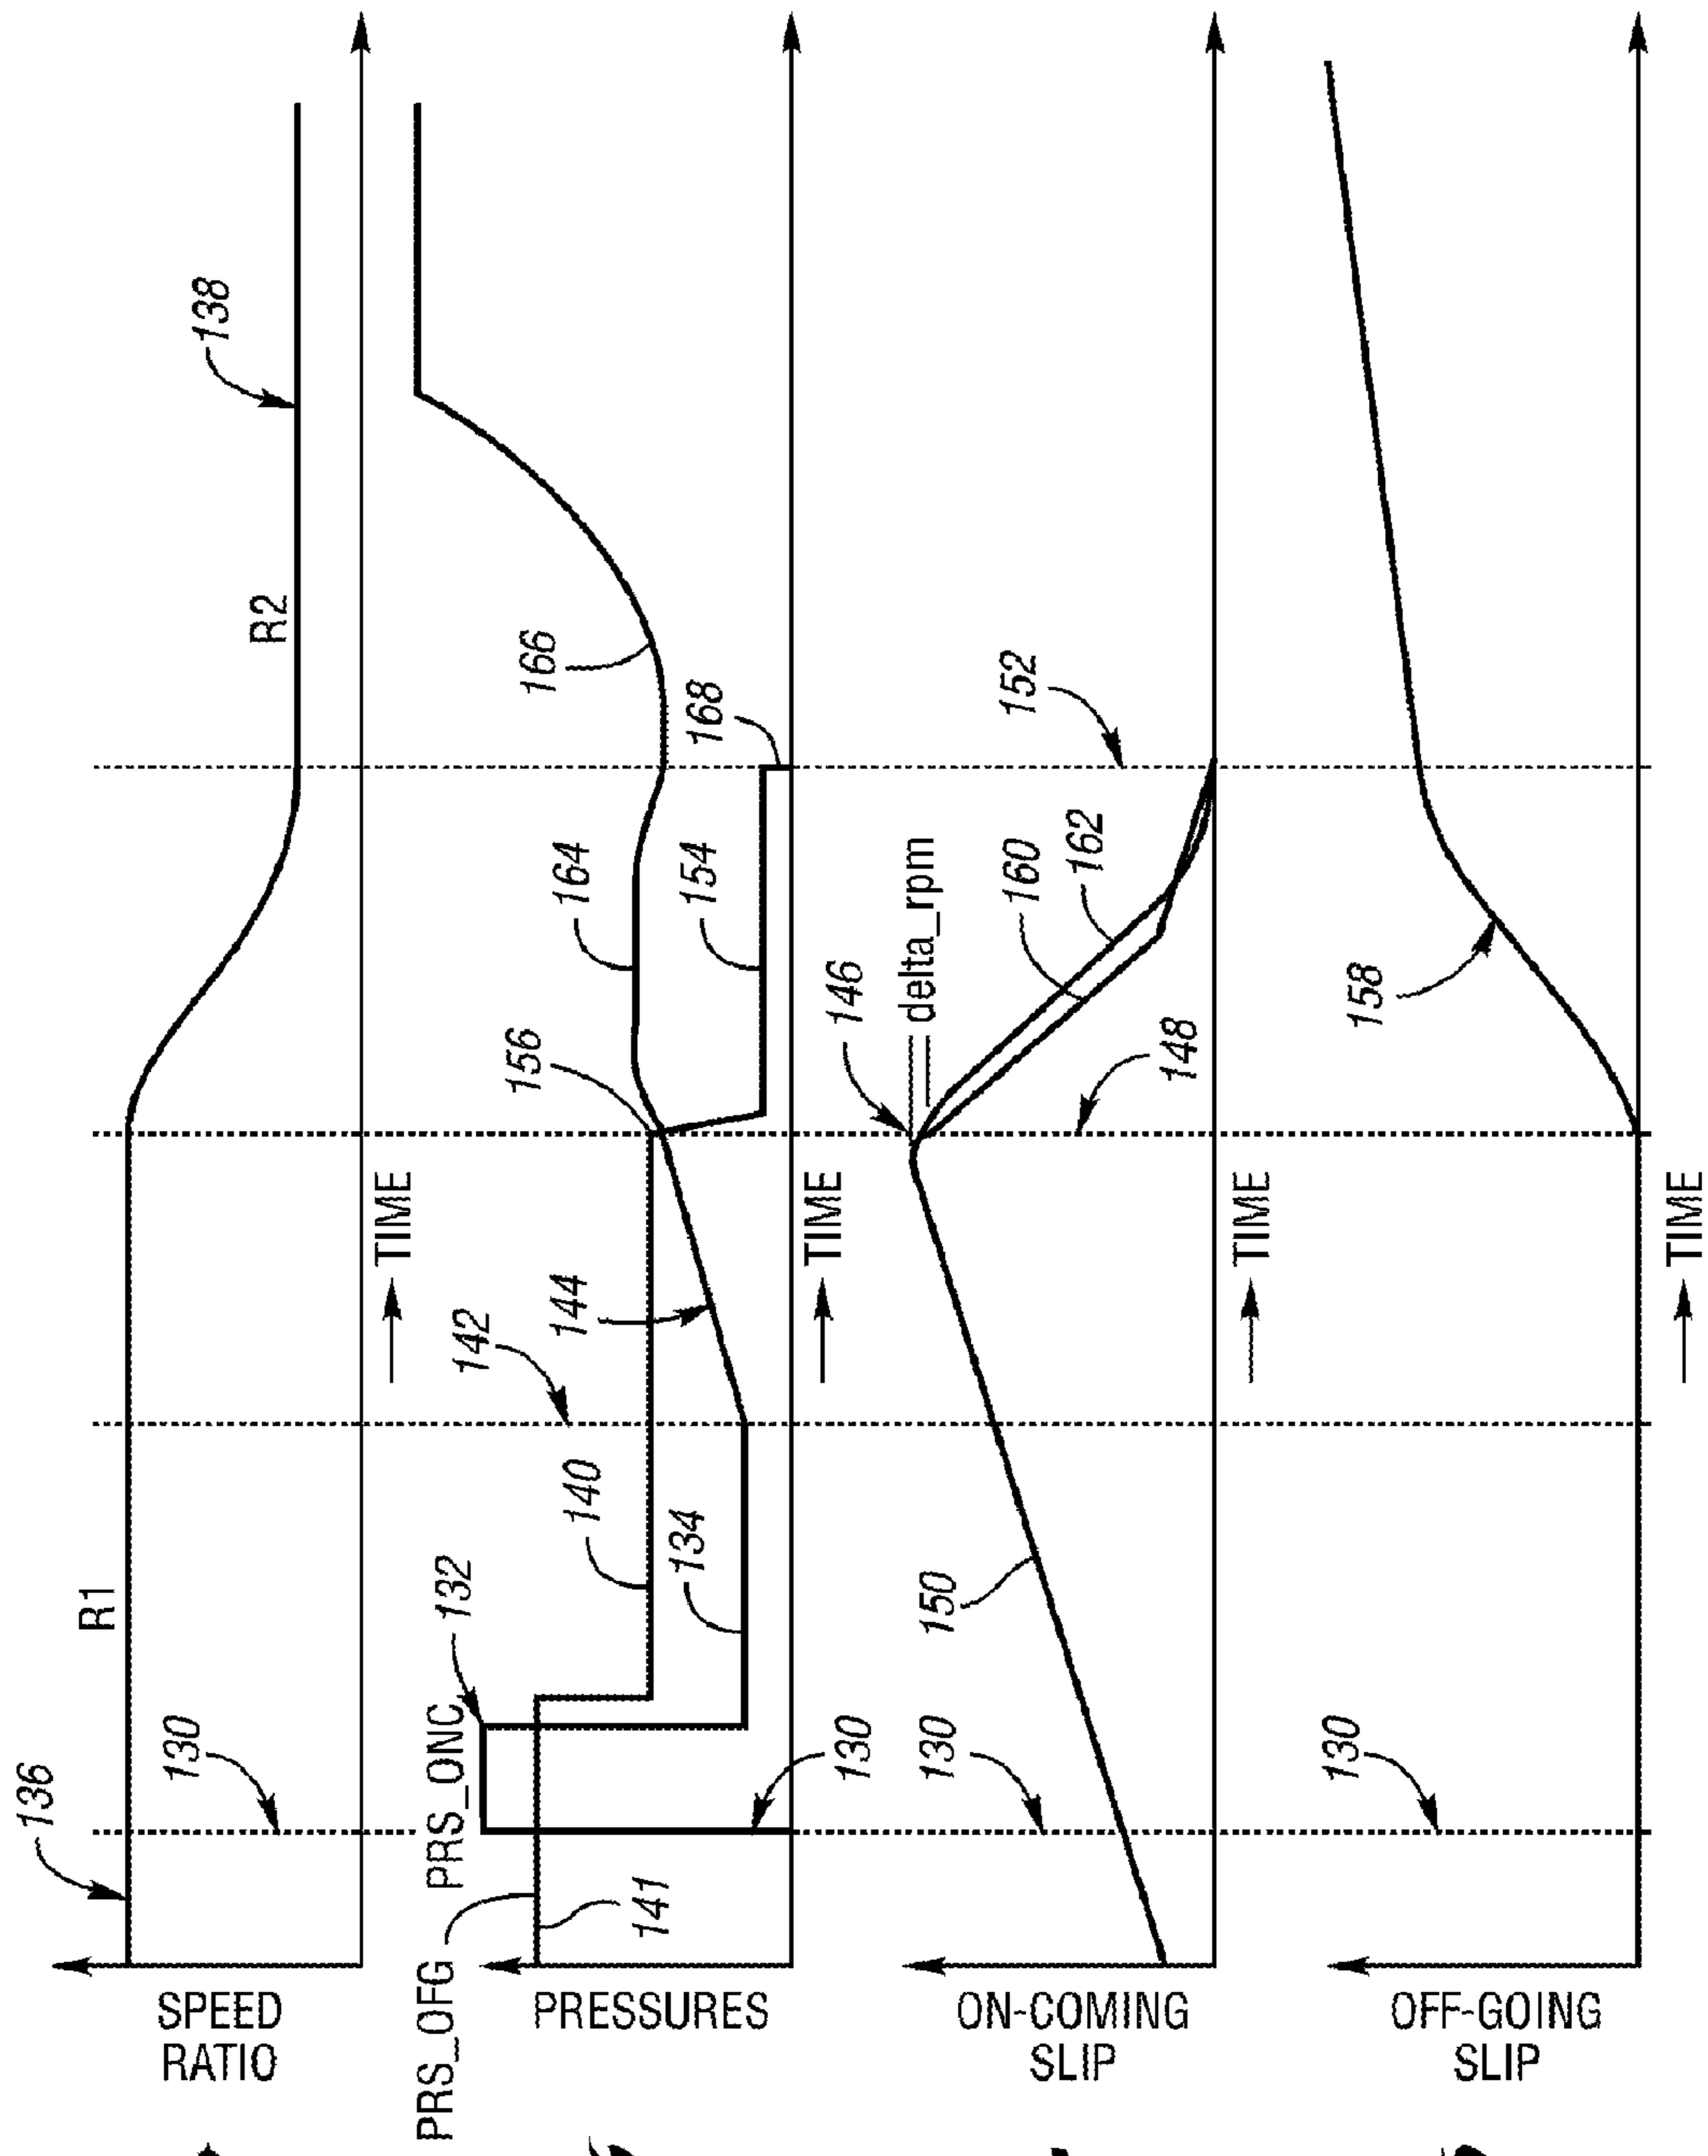 136
R1
130
138
R2
SPEED
RATIO
TIME
PRS_OFG
PRS_ONC
132
141
140
142
134
144
156
164
154
166
168
130
PRESSURES
TIME
130
150
146
delta_rpm
148
160
162
152
ON-COMING
SLIP
TIME
130
158
OFF-GOING
SLIP
TIME